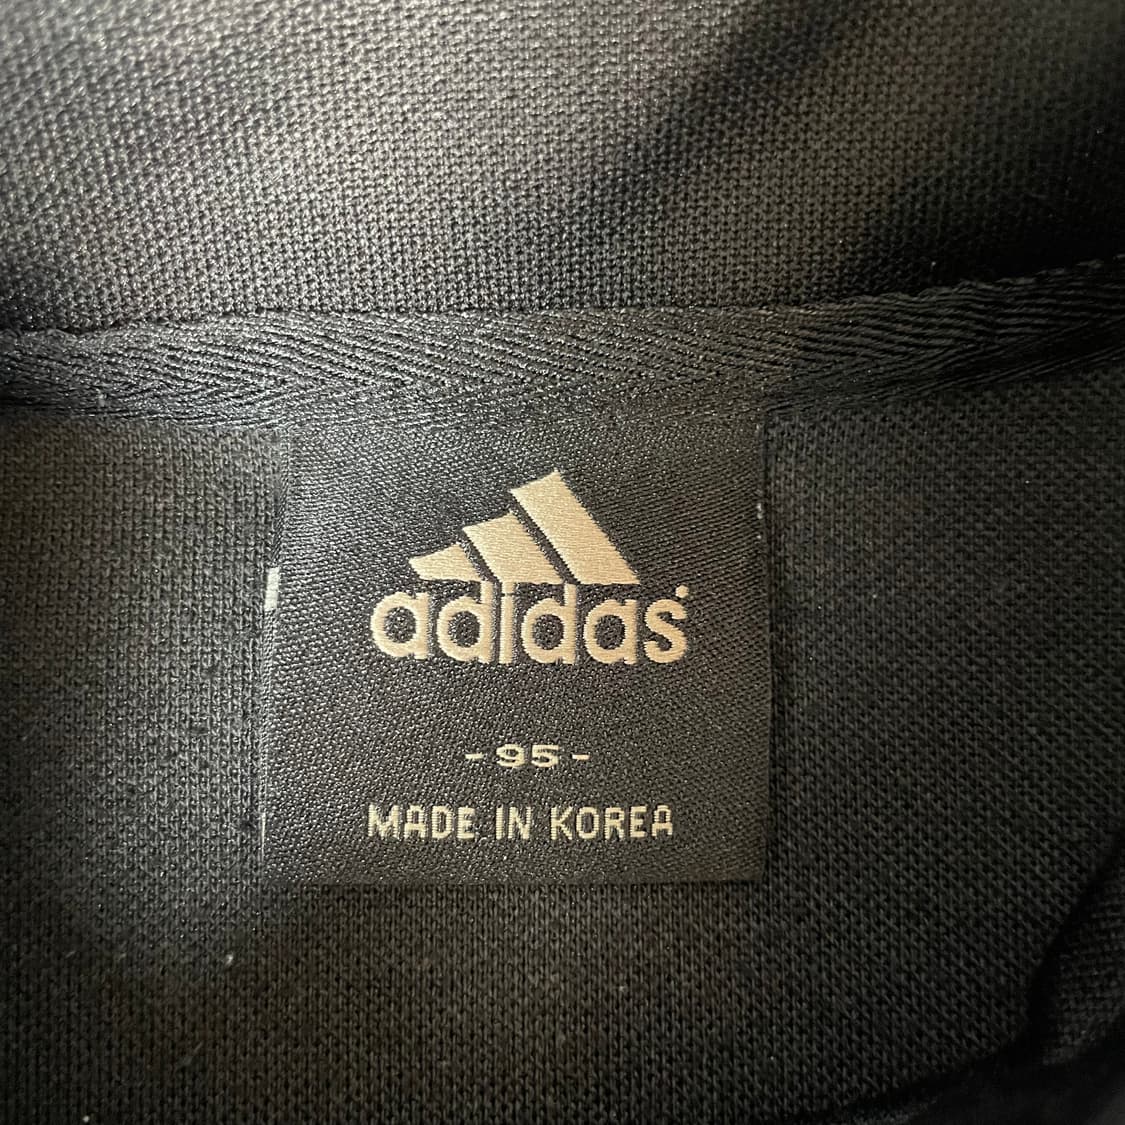 adidas
-95-
MADE IN KOREA